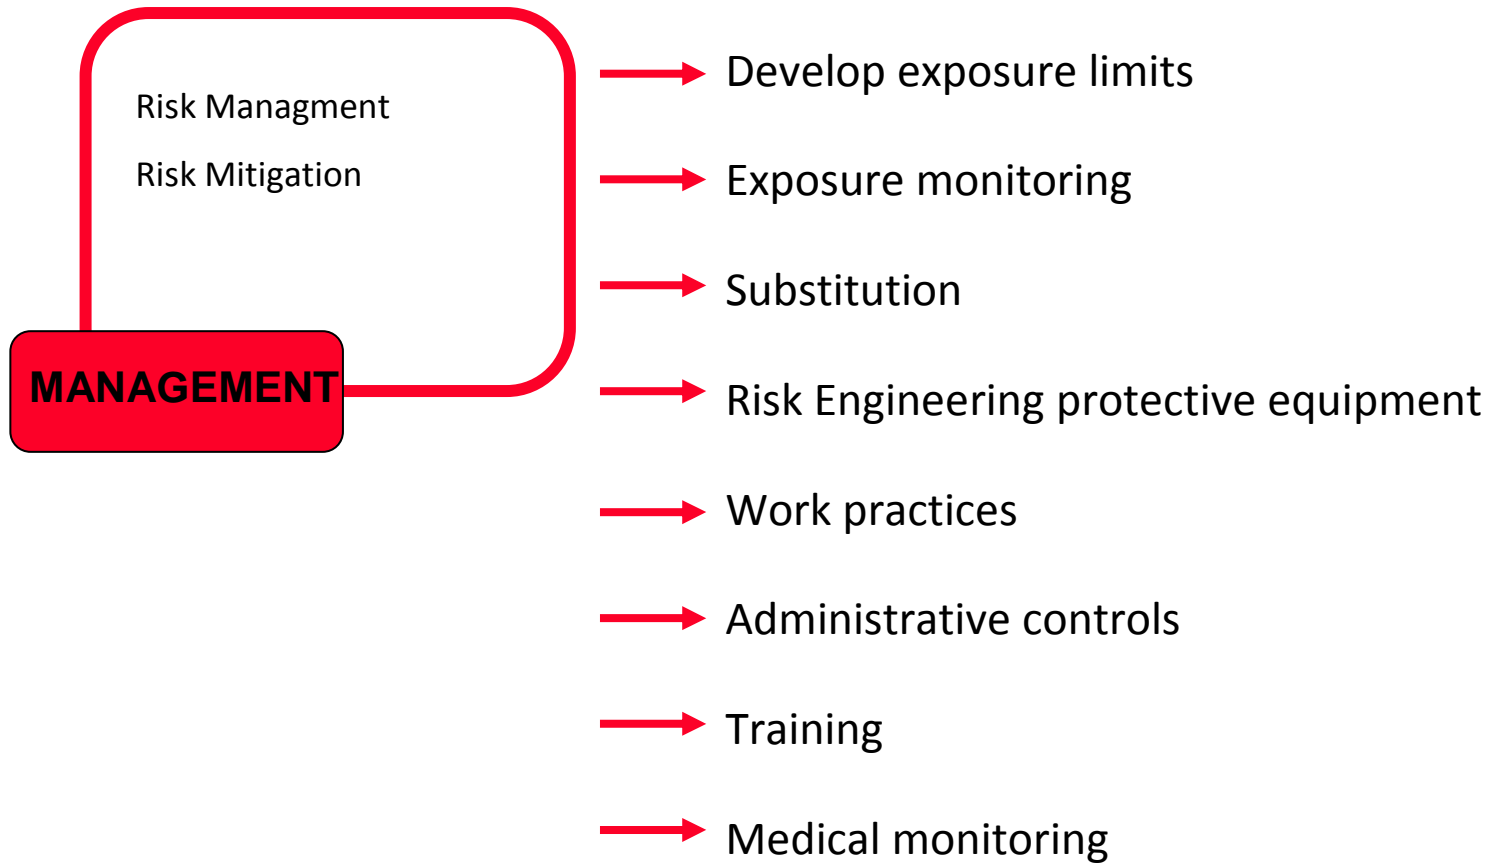 Risk Managment
Risk Mitigation
MANAGEMENT
Develop exposure limits
Exposure monitoring
Substitution
Risk Engineering protective equipment
Work practices
Administrative controls
Training
Medical monitoring